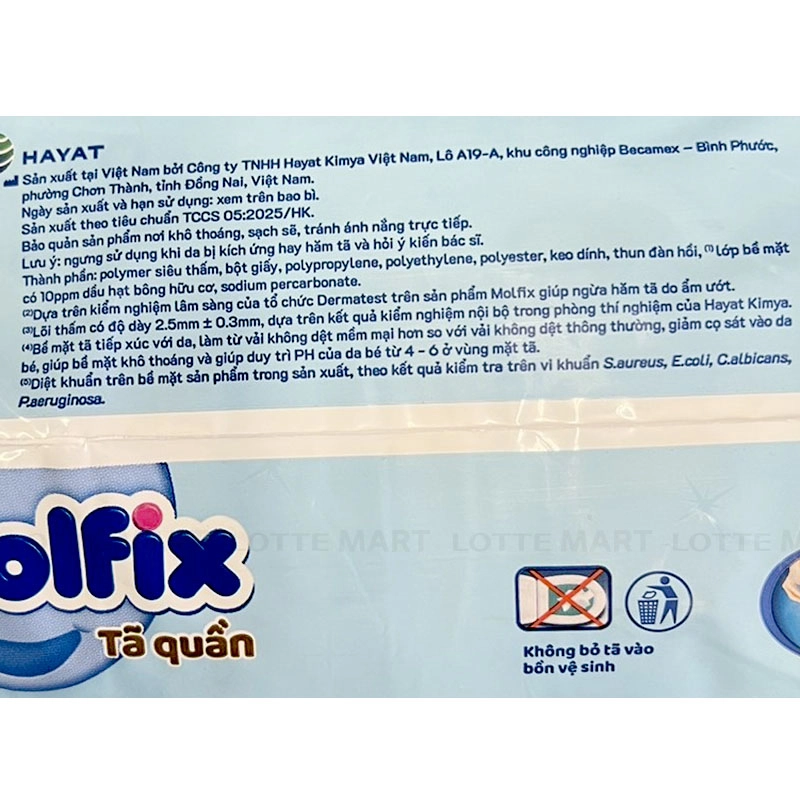 HAYAT
Sản xuất tại Việt Nam bởi Công ty TNHH Hayat Kimya Việt Nam, Lô A19-A, khu công nghiệp Becamex – Bình Phước,
phường Chơn Thành, tỉnh Đồng Nai, Việt Nam.
Ngày sản xuất và hạn sử dụng: xem trên bao bì.
Sản xuất theo tiêu chuẩn TCCS 05:2025/HK.
Bảo quản sản phẩm nơi khô thoáng, sạch sẽ, tránh ánh nắng trực tiếp.
Lưu ý: ngưng sử dụng khi da bị kích ứng hay hăm tã và hỏi ý kiến bác sĩ.
Thành phần: polymer siêu thấm, bột giấy, polypropylene, polyethylene, polyester, keo dính, thun đàn hồi, (1) lớp bề mặt
có 10ppm dầu hạt bông hữu cơ, sodium percarbonate.
(2)Dựa trên kiểm nghiệm lâm sàng của tổ chức Dermatest trên sản phẩm Molfix giúp ngừa hăm tã do ẩm ướt.
(3)Lõi thấm có độ dày 2.5mm ± 0.3mm, dựa trên kết quả kiểm nghiệm nội bộ trong phòng thí nghiệm của Hayat Kimya.
(4)Bề mặt tã tiếp xúc với da, làm từ vải không dệt mềm mại hơn so với vải không dệt thông thường, giảm cọ sát vào da
bé, giúp bề mặt khô thoáng và giúp duy trì PH của da bé từ 4 - 6 ở vùng mặt tã.
(5)Diệt khuẩn trên bề mặt sản phẩm trong sản xuất, theo kết quả kiểm tra trên vi khuẩn S.aureus, E.coli, C.albicans,
P.aeruginosa.
olfix
LOTTE MART LOTTE MART LOTTE MART
Tã quần
Không bỏ tã vào
bồn vệ sinh